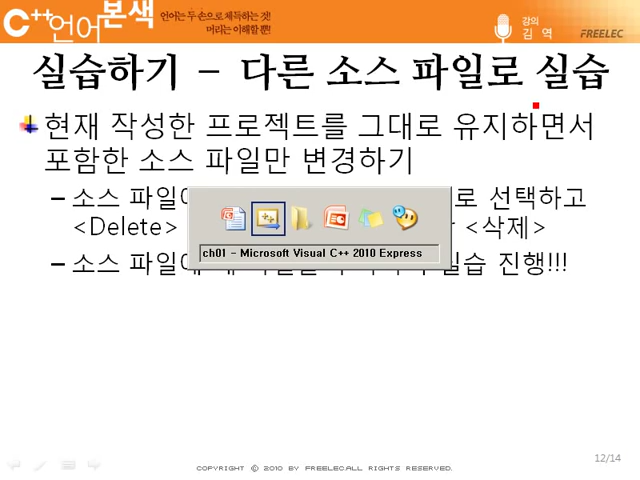 C++언어 본색
언어는 두 손으로 체득하는 것!
머리는 이해할 뿐!
강의
김 역
FREELEC
실습하기 - 다른 소스 파일로 실습
현재 작성한 프로젝트를 그대로 유지하면서
포함한 소스 파일만 변경하기
– 소스 파일에 로 선택하고
<Delete> <삭제>
– 소스 파일에 실습 진행!!!
ch01 - Microsoft Visual C++ 2010 Express
12/14
COPYRIGHT ⓒ 2010 BY FREELEC.ALL RIGHTS RESERVED.